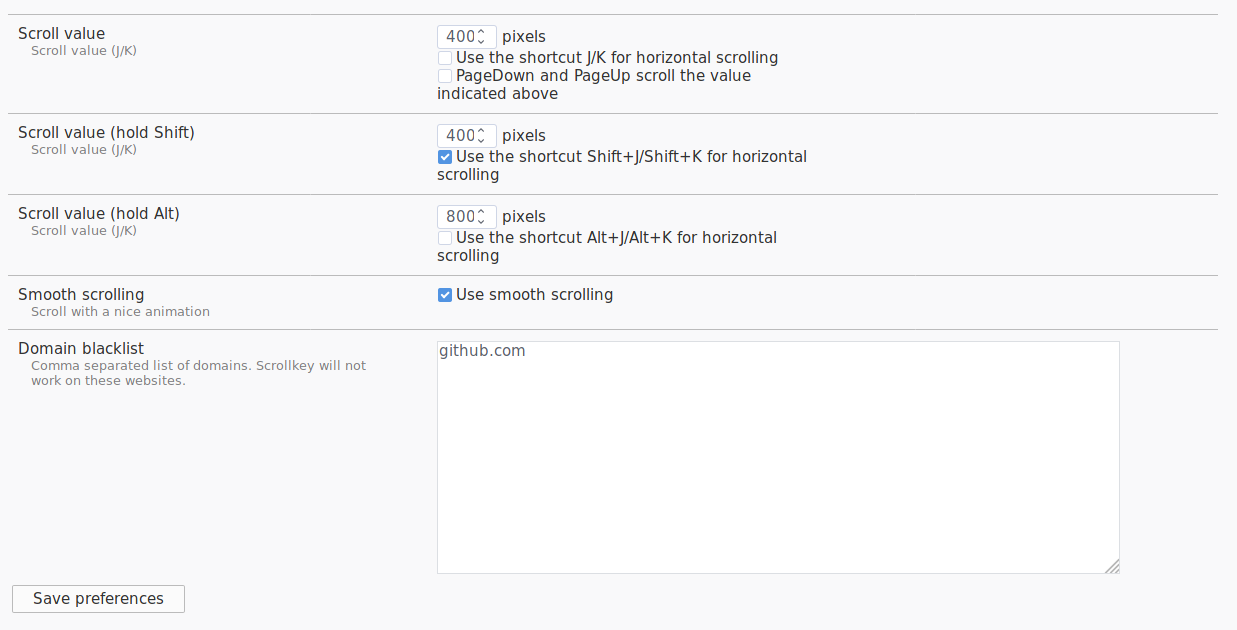 Scroll value
Scroll value (J/K)
400 pixels
Use the shortcut J/K for horizontal scrolling
PageDown and PageUp scroll the value
indicated above
Scroll value (hold Shift)
Scroll value (J/K)
400 pixels
Use the shortcut Shift+J/Shift+K for horizontal
scrolling
Scroll value (hold Alt)
Scroll value (J/K)
800 pixels
Use the shortcut Alt+J/Alt+K for horizontal
scrolling
Smooth scrolling
Scroll with a nice animation
Use smooth scrolling
Domain blacklist
Comma separated list of domains. Scrollkey will not
work on these websites.
github.com
Save preferences